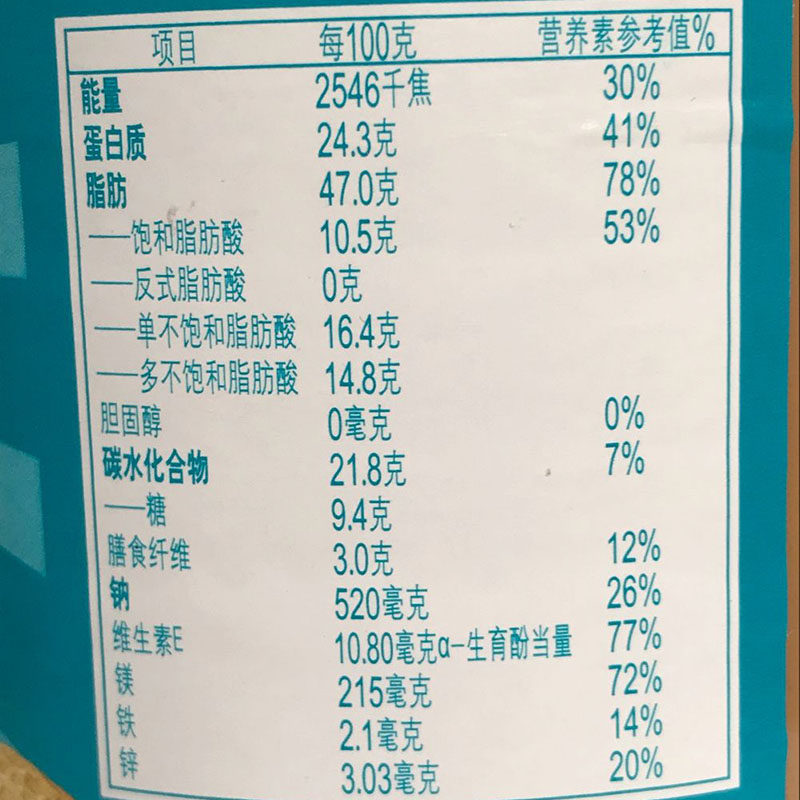 项目 每100克 营养素参考值%
能量 2546千焦 30%
蛋白质 24.3克 41%
脂肪 47.0克 78%
——饱和脂肪酸 10.5克 53%
——反式脂肪酸 0克
——单不饱和脂肪酸 16.4克
——多不饱和脂肪酸 14.8克
胆固醇 0毫克 0%
碳水化合物 21.8克 7%
——糖 9.4克
膳食纤维 3.0克 12%
钠 520毫克 26%
维生素E 10.80毫克α-生育酚当量 77%
镁 215毫克 72%
铁 2.1毫克 14%
锌 3.03毫克 20%